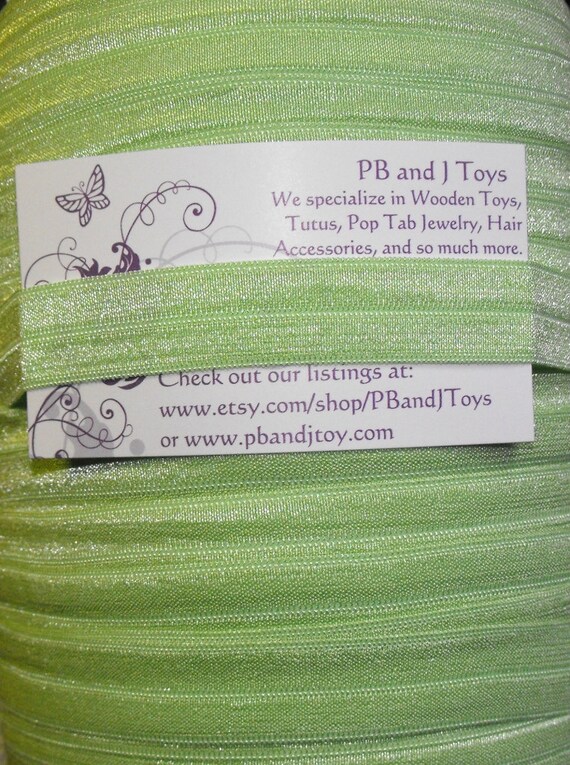 PB and J Toys
We specialize in Wooden Toys,
Tutus, Pop Tab Jewelry, Hair
Accessories, and so much more.
Check out our listings at:
www.etsy.com/shop/PBandJToys
or www.pbandjtoy.com